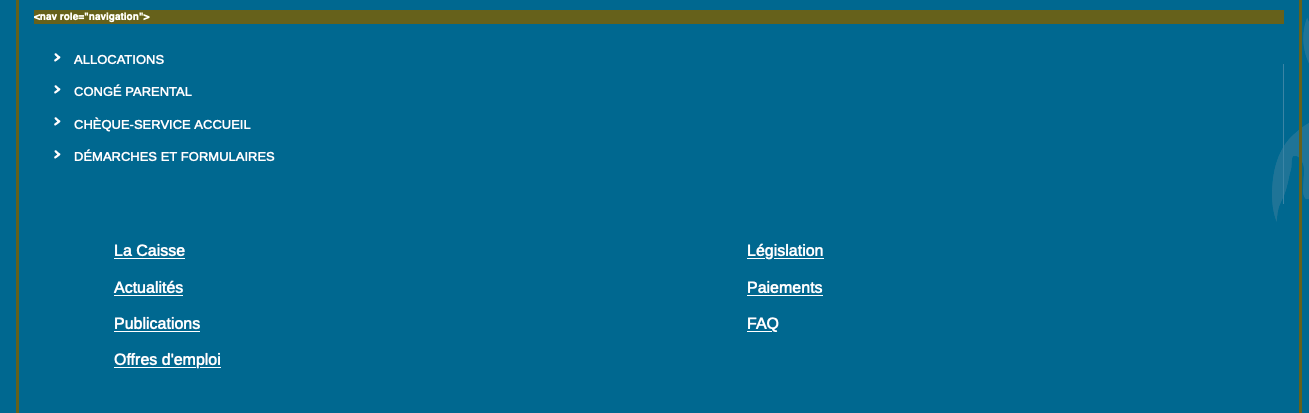 <nav role="navigation">
ALLOCATIONS
CONGÉ PARENTAL
CHÈQUE-SERVICE ACCUEIL
DÉMARCHES ET FORMULAIRES
La Caisse
Actualités
Publications
Offres d'emploi
Législation
Paiements
FAQ